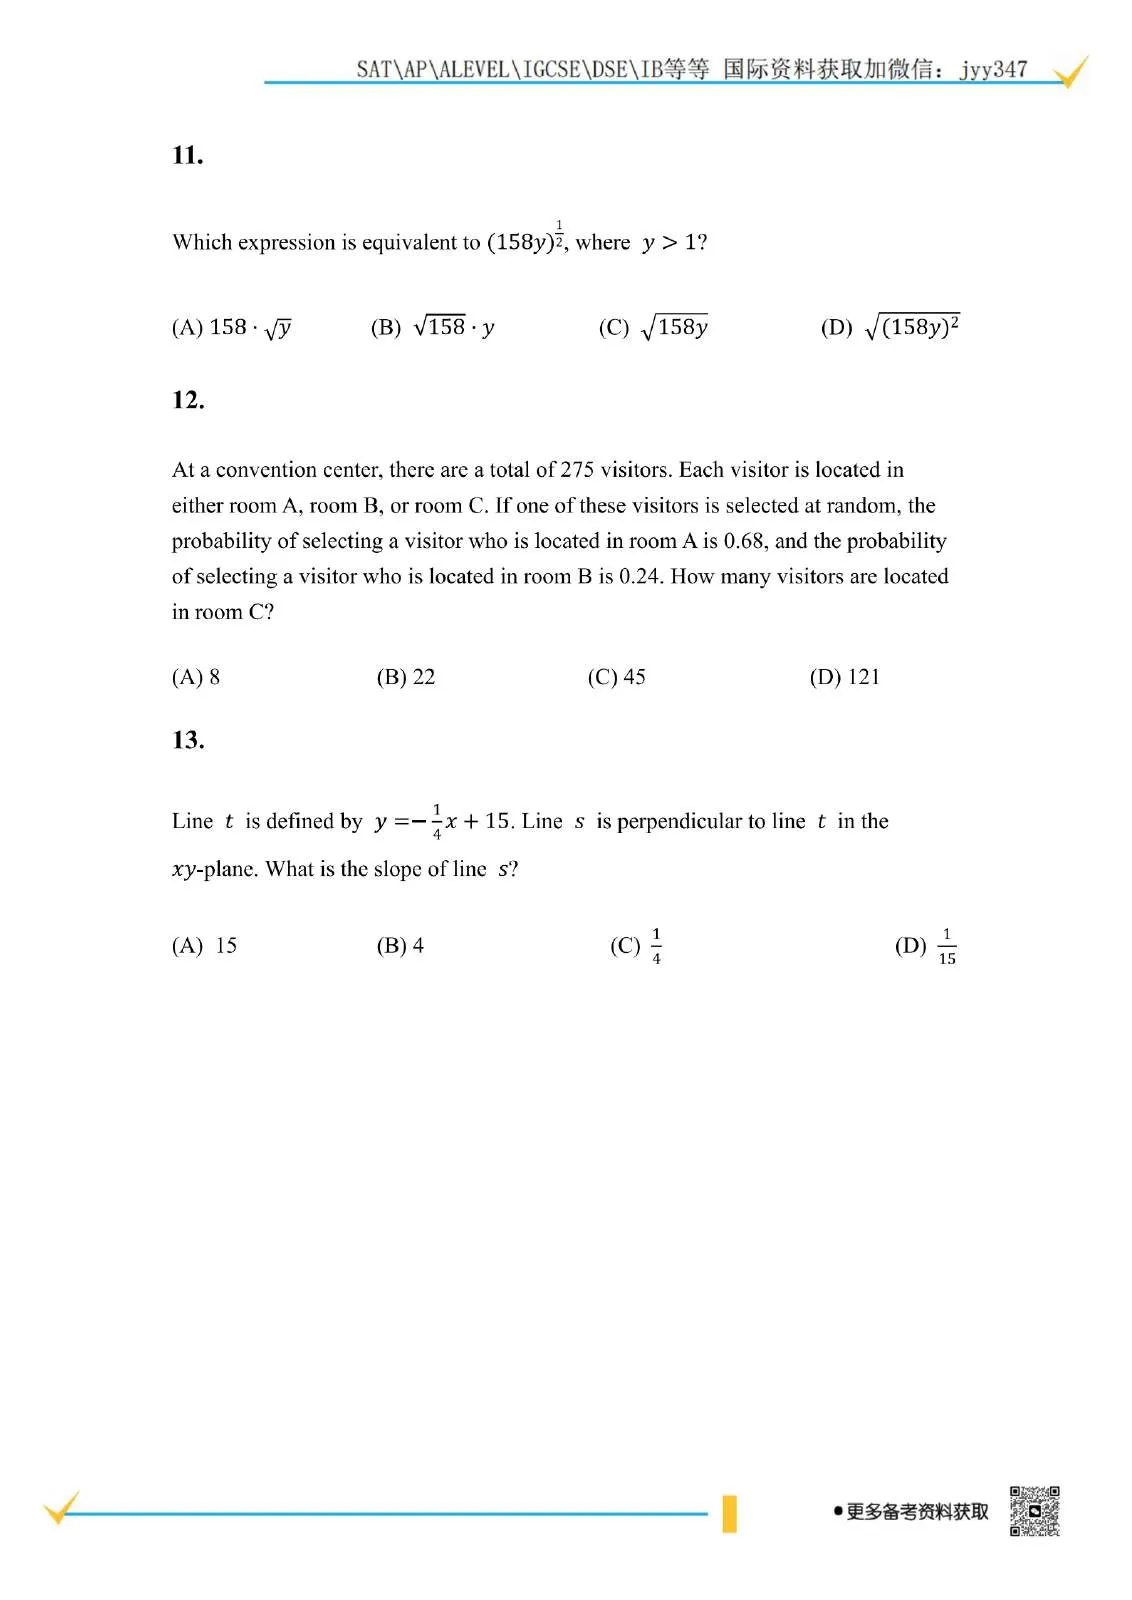 SAT\AP\ALEVEL\IGCSE\DSE\IB等等 国际资料获取加微信：jyy347
11.
Which expression is equivalent to (158y)^{1/2}, where y > 1?
(A) 158 · √y (B) √158 · y (C) √(158y) (D) √((158y)²)
12.
At a convention center, there are a total of 275 visitors. Each visitor is located in
either room A, room B, or room C. If one of these visitors is selected at random, the
probability of selecting a visitor who is located in room A is 0.68, and the probability
of selecting a visitor who is located in room B is 0.24. How many visitors are located
in room C?
(A) 8 (B) 22 (C) 45 (D) 121
13.
Line t is defined by y = −1/4 x + 15. Line s is perpendicular to line t in the
xy-plane. What is the slope of line s?
(A) 15 (B) 4 (C) 1/4 (D) 1/15
•更多备考资料获取